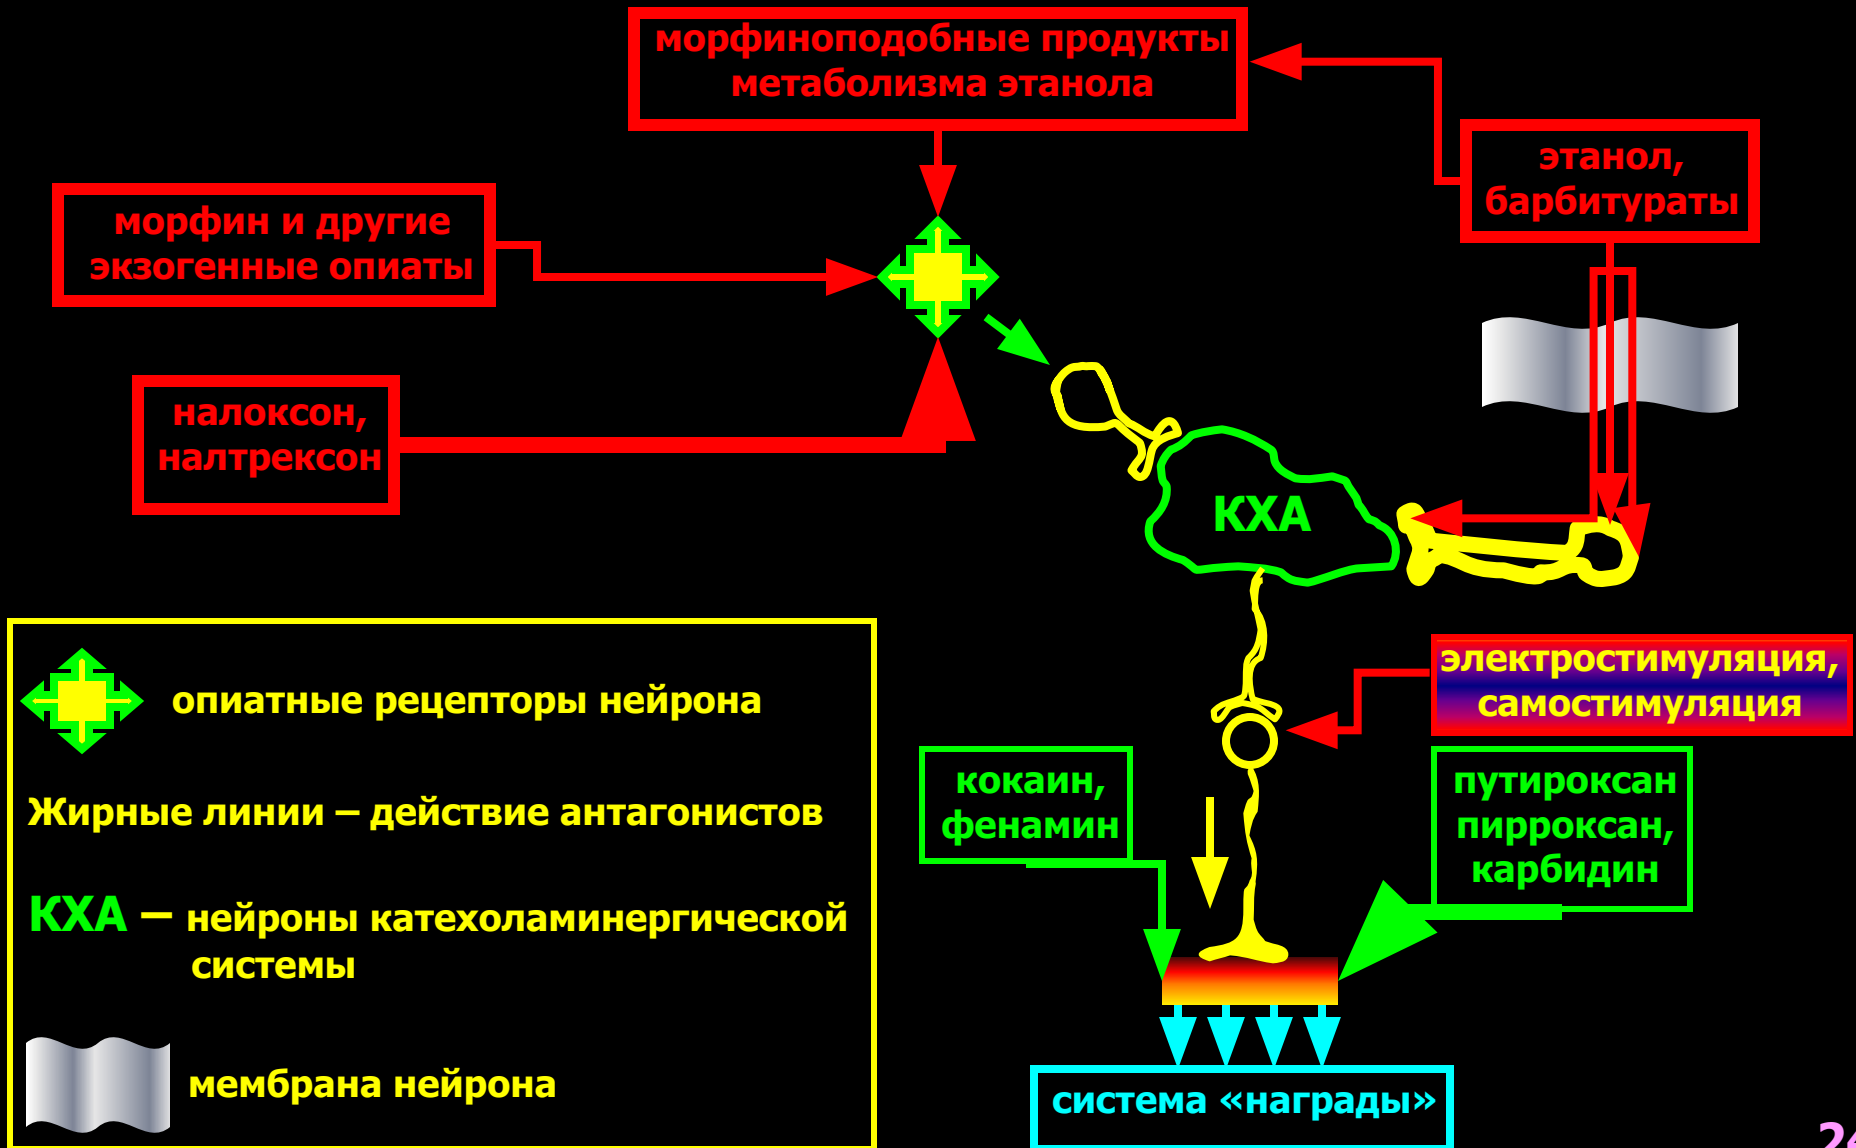 морфиноподобные продукты
метаболизма этанола
этанол,
барбитураты
морфин и другие
экзогенные опиаты
налоксон,
налтрексон
КХА
электростимуляция,
самостимуляция
кокаин,
фенамин
путироксан
пирроксан,
карбидин
система «награды»
опиатные рецепторы нейрона
Жирные линии – действие антагонистов
КХА – нейроны катехоламинергической
системы
мембрана нейрона